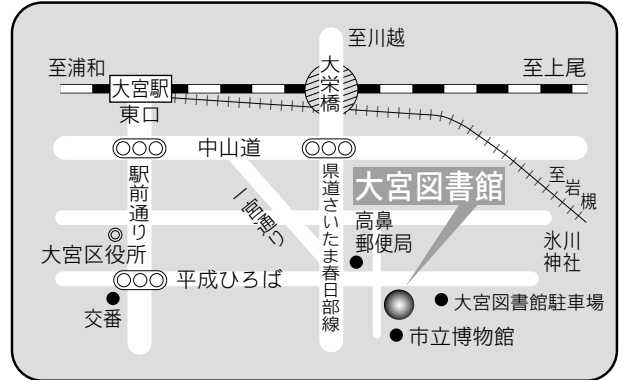 至川越
至浦和
大宮駅
大栄橋
至上尾
東口
中山道
駅前通り
一宮通り
県道さいたま春日部線
大宮図書館
至岩槻
高鼻
郵便局
氷川
神社
大宮区役所
平成ひろば
交番
大宮図書館駐車場
市立博物館